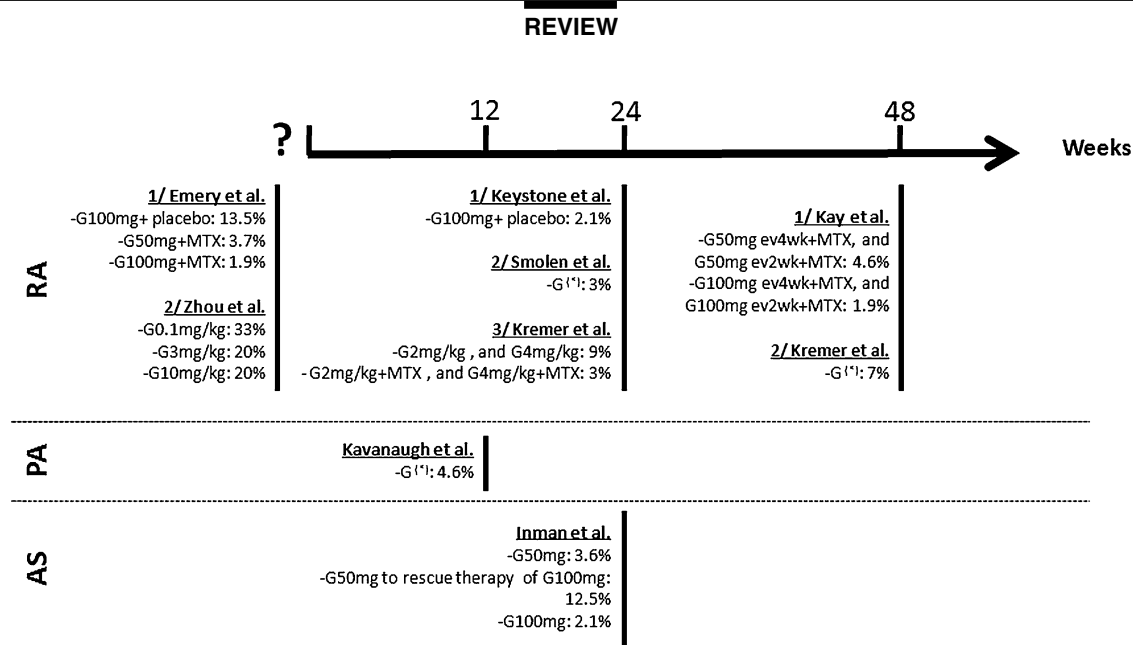 REVIEW
12
24
48
?
Weeks
RA
1/ Emery et al.
-G100mg+ placebo: 13.5%
-G50mg+MTX: 3.7%
-G100mg+MTX: 1.9%
2/ Zhou et al.
-G0.1mg/kg: 33%
-G3mg/kg: 20%
-G10mg/kg: 20%
1/ Keystone et al.
-G100mg+ placebo: 2.1%
2/ Smolen et al.
-G(*): 3%
3/ Kremer et al.
-G2mg/kg , and G4mg/kg: 9%
- G2mg/kg+MTX , and G4mg/kg+MTX: 3%
1/ Kay et al.
-G50mg ev4wk+MTX, and
G50mg ev2wk+MTX: 4.6%
-G100mg ev4wk+MTX, and
G100mg ev2wk+MTX: 1.9%
2/ Kremer et al.
-G(*): 7%
PA
Kavanaugh et al.
-G(*): 4.6%
AS
Inman et al.
-G50mg: 3.6%
-G50mg to rescue therapy of G100mg:
12.5%
-G100mg: 2.1%